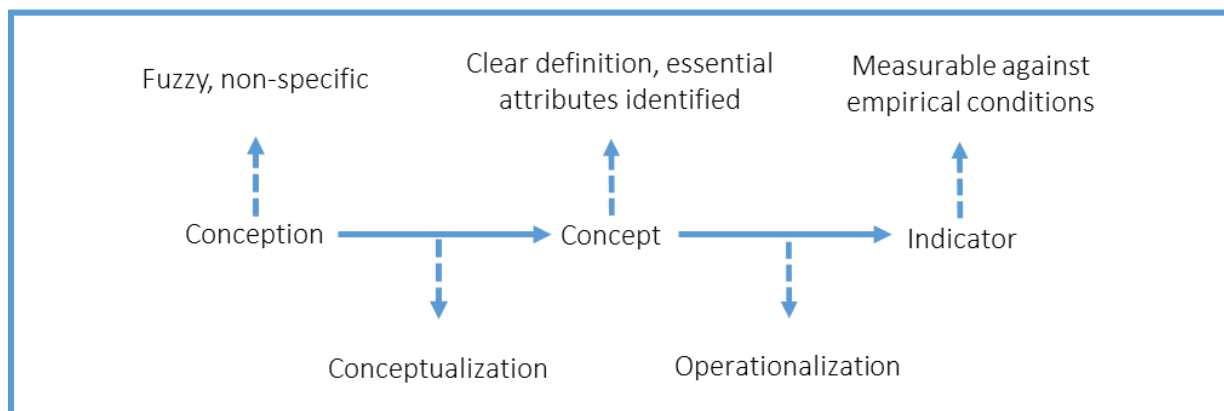 Fuzzy, non-specific
Clear definition, essential
attributes identified
Measurable against
empirical conditions
Conception
Concept
Indicator
Conceptualization
Operationalization